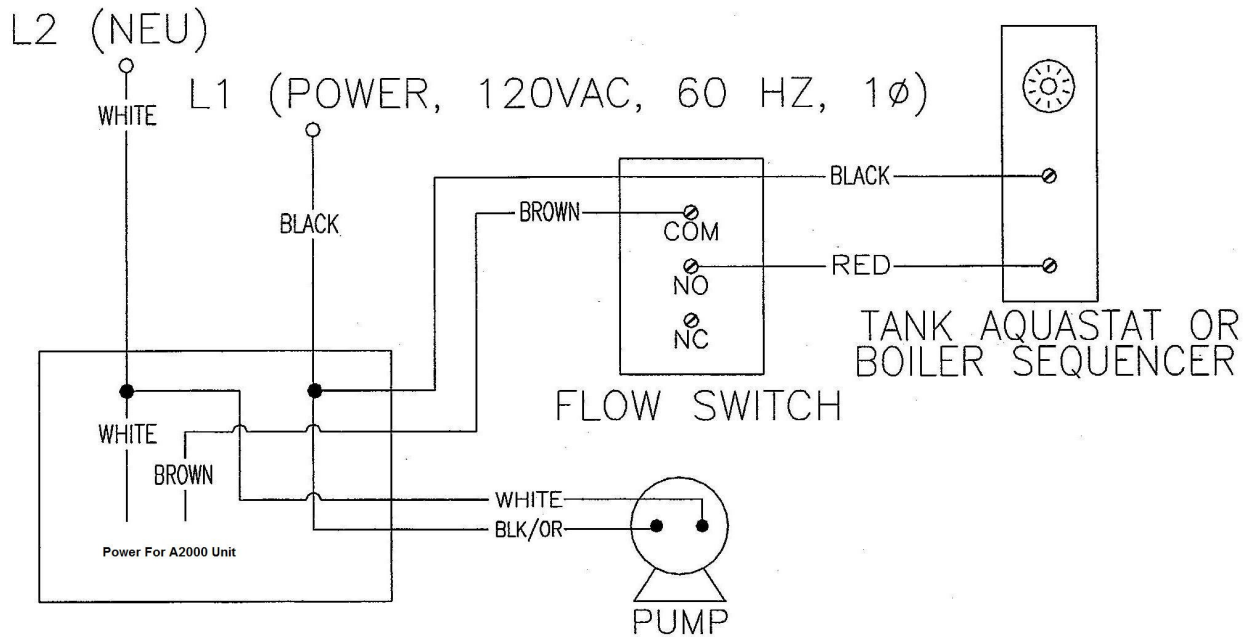 L2 (NEU)
WHITE
L1 (POWER, 120VAC, 60 HZ, 1ø)
BLACK
BROWN
COM
NO
NC
FLOW SWITCH
BLACK
RED
TANK AQUASTAT OR
BOILER SEQUENCER
WHITE
BROWN
Power For A2000 Unit
WHITE
BLK/OR
PUMP